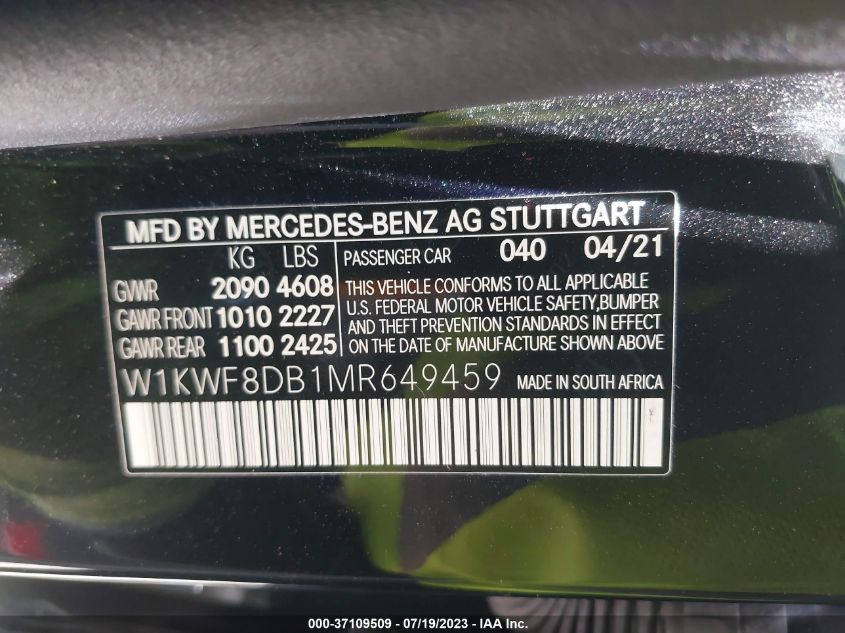 MFD BY MERCEDES-BENZ AG STUTTGART
KG LBS
GVWR 2090 4608
GAWR FRONT 1010 2227
GAWR REAR 1100 2425
PASSENGER CAR 040 04/21
THIS VEHICLE CONFORMS TO ALL APPLICABLE
U.S. FEDERAL MOTOR VEHICLE SAFETY, BUMPER
AND THEFT PREVENTION STANDARDS IN EFFECT
ON THE DATE OF MANUFACTURE SHOWN ABOVE
W1KWF8DB1MR649459 MADE IN SOUTH AFRICA
000-37109509 - 07/19/2023 - IAA Inc.